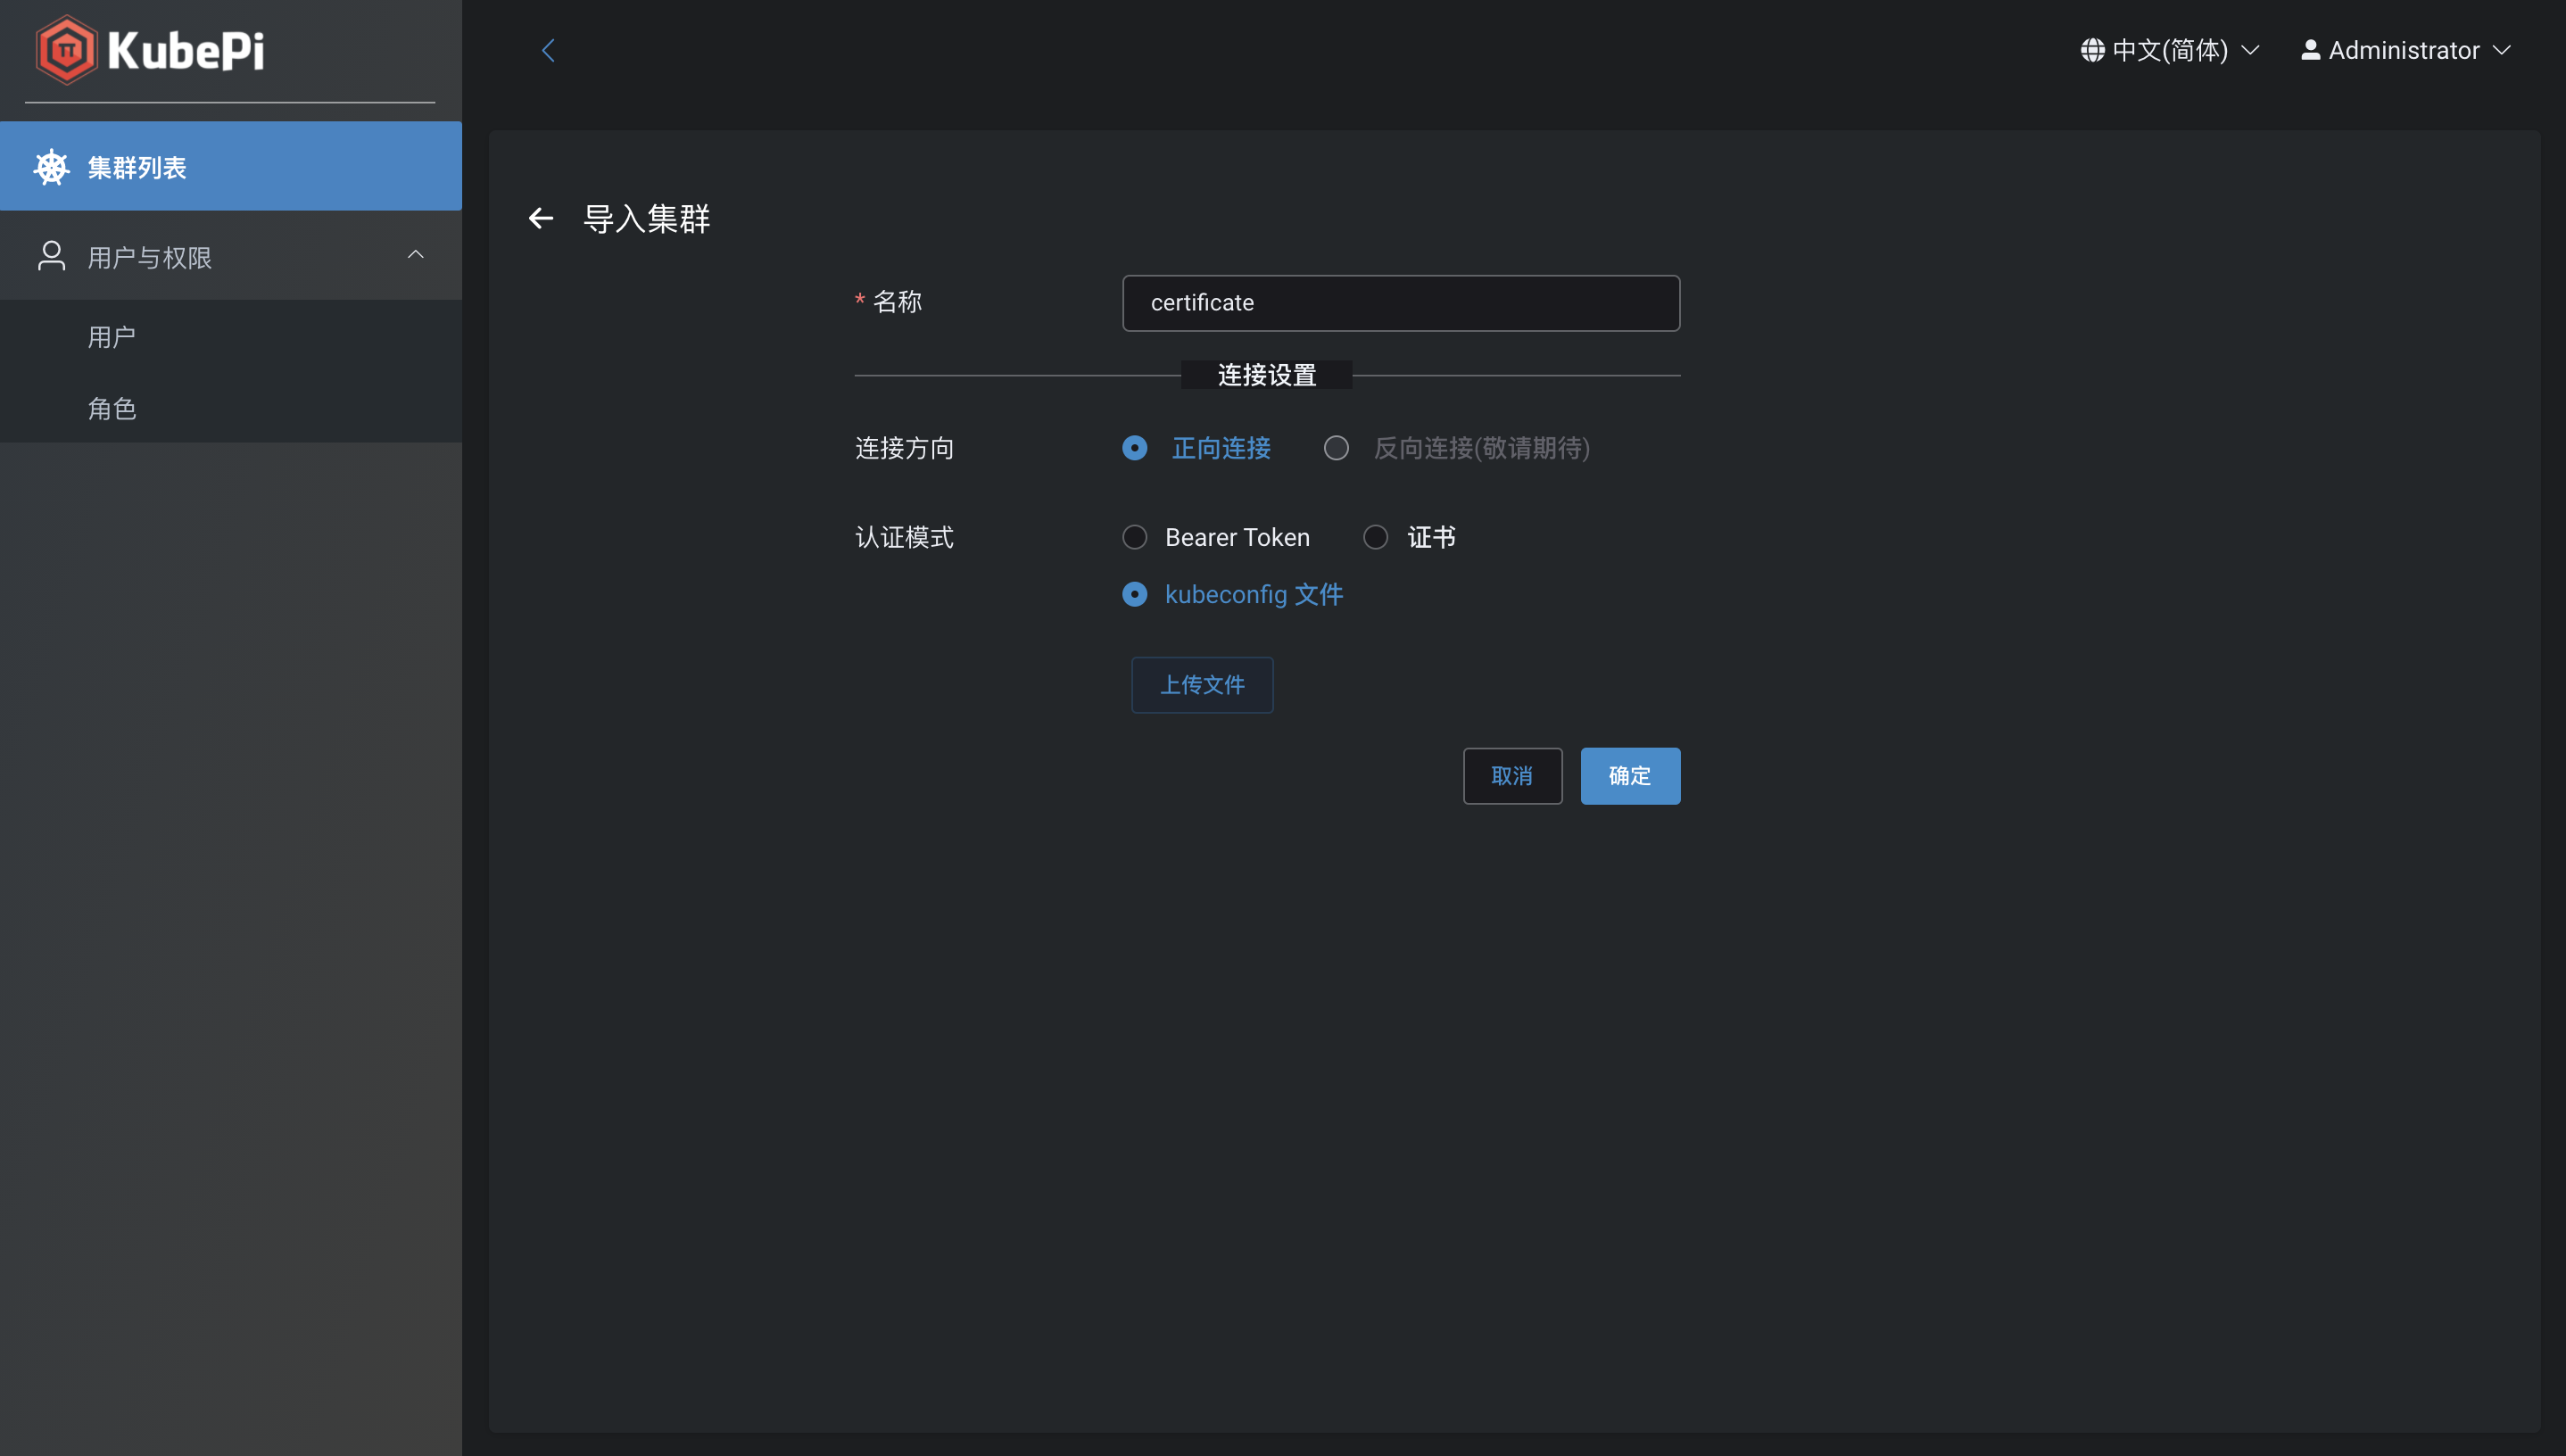 KubePi
中文(简体)
Administrator
集群列表
用户与权限
用户
角色
导入集群
* 名称
certificate
连接设置
连接方向
正向连接
反向连接(敬请期待)
认证模式
Bearer Token
证书
kubeconfig 文件
上传文件
取消
确定